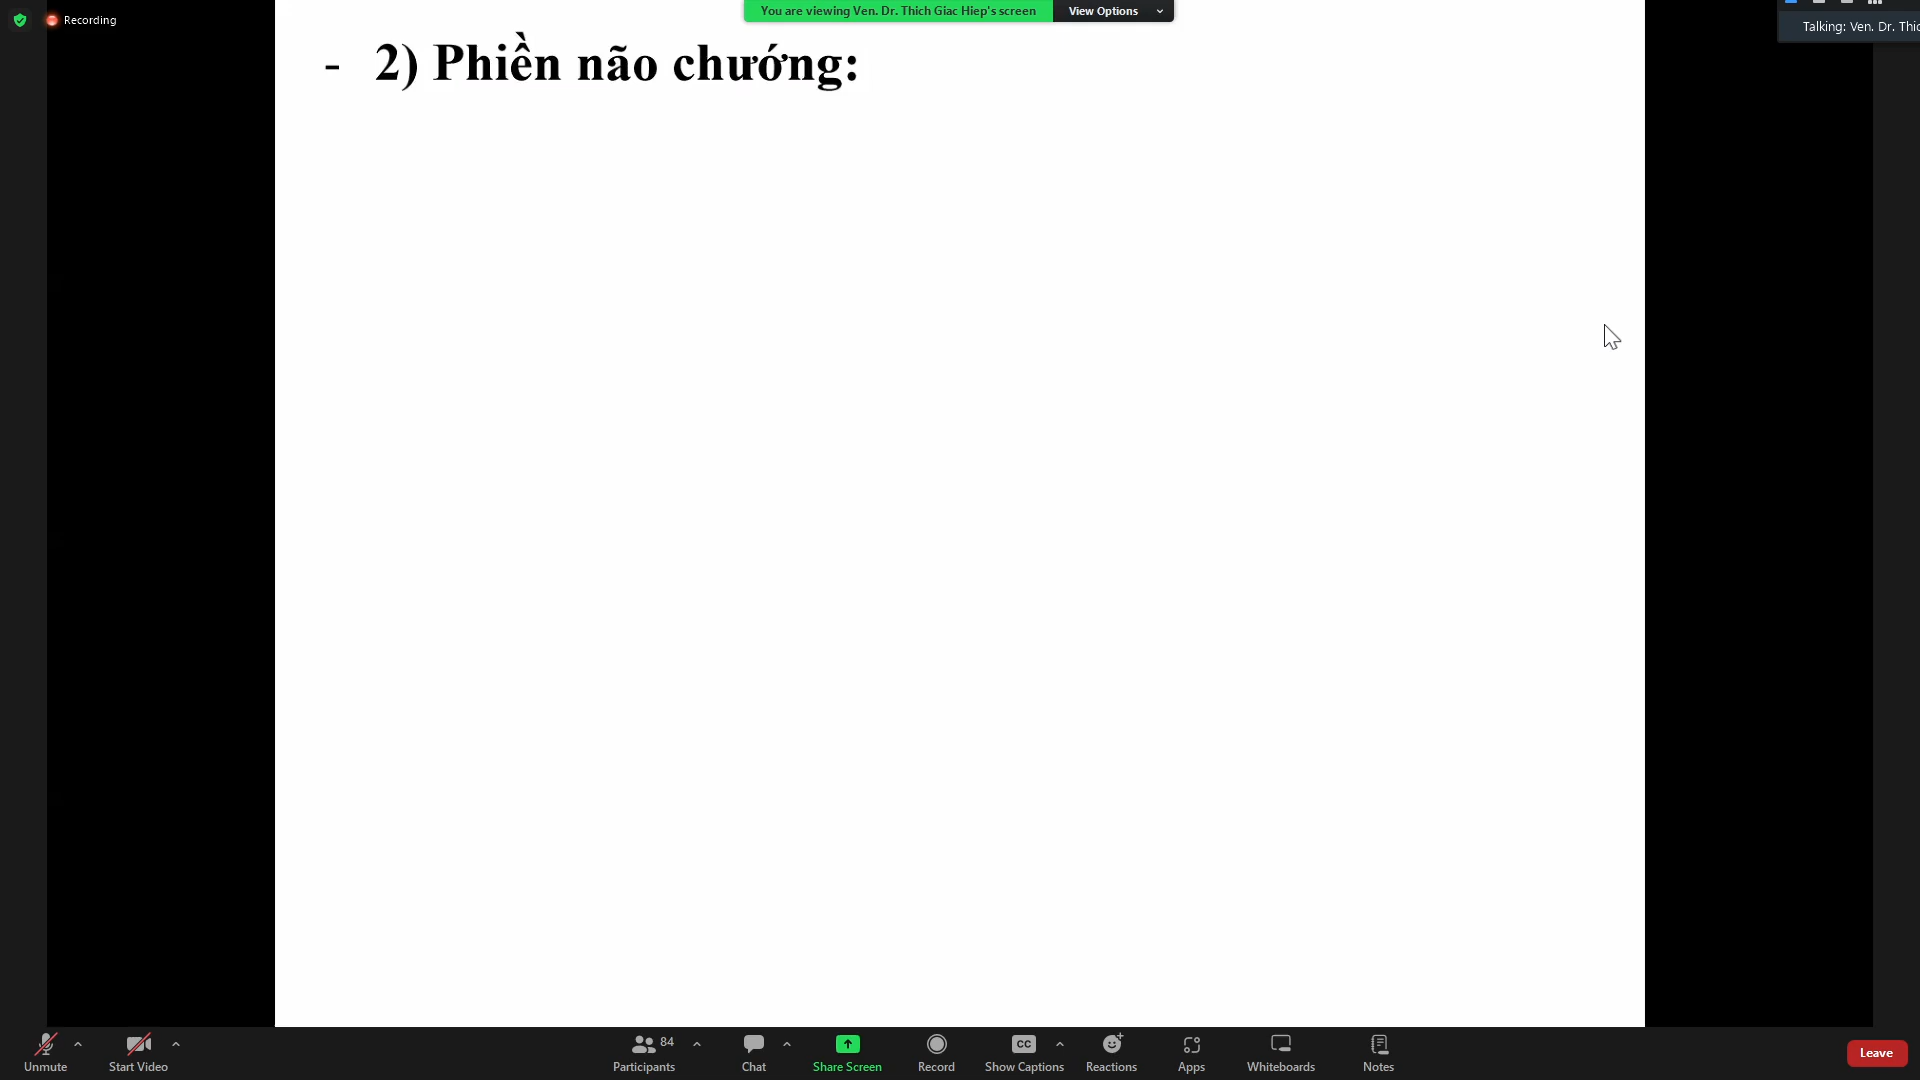 Recording
You are viewing Ven. Dr. Thich Giac Hiep's screen
View Options
Talking: Ven. Dr.
- 2) Phiền não chướng:
Unmute
Start Video
84
Participants
Chat
Share Screen
Record
CC
Show Captions
Reactions
Apps
Whiteboards
Notes
Leave